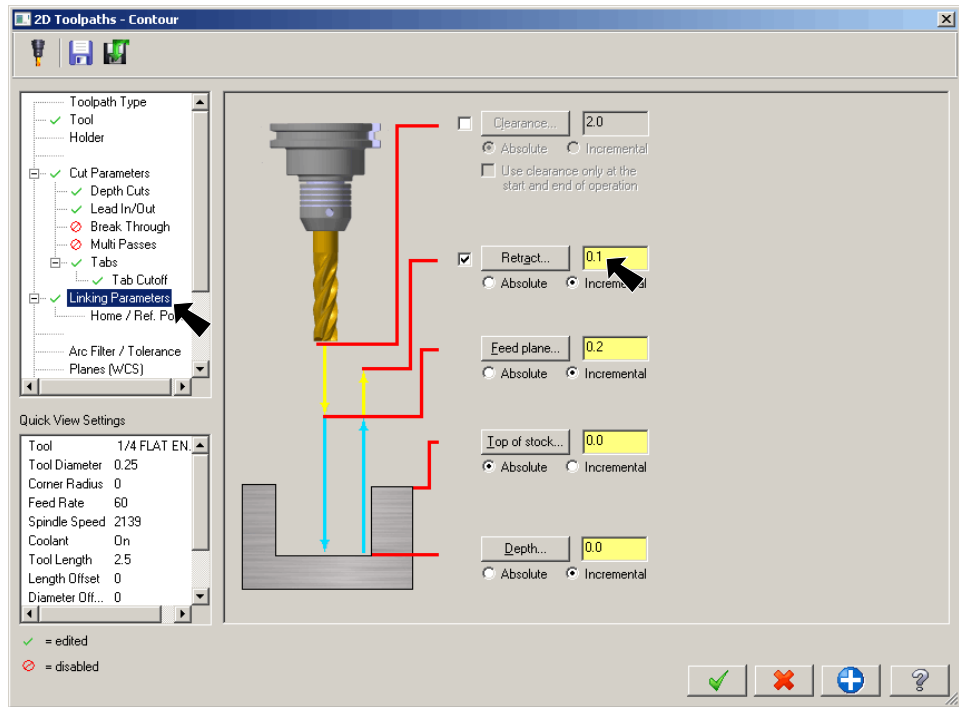 2D Toolpaths - Contour
Toolpath Type
Tool
Holder
Cut Parameters
Depth Cuts
Lead In/Out
Break Through
Multi Passes
Tabs
Tab Cutoff
Linking Parameters
Home / Ref. Po
Arc Filter / Tolerance
Planes (WCS)
Quick View Settings
Tool 1/4 FLAT EN.
Tool Diameter 0.25
Corner Radius 0
Feed Rate 60
Spindle Speed 2139
Coolant On
Tool Length 2.5
Length Offset 0
Diameter Off... 0
= edited
= disabled
Clearance... 2.0
Absolute Incremental
Use clearance only at the
start and end of operation
Retract... 0.1
Absolute Incremental
Feed plane... 0.2
Absolute Incremental
Top of stock... 0.0
Absolute Incremental
Depth... 0.0
Absolute Incremental